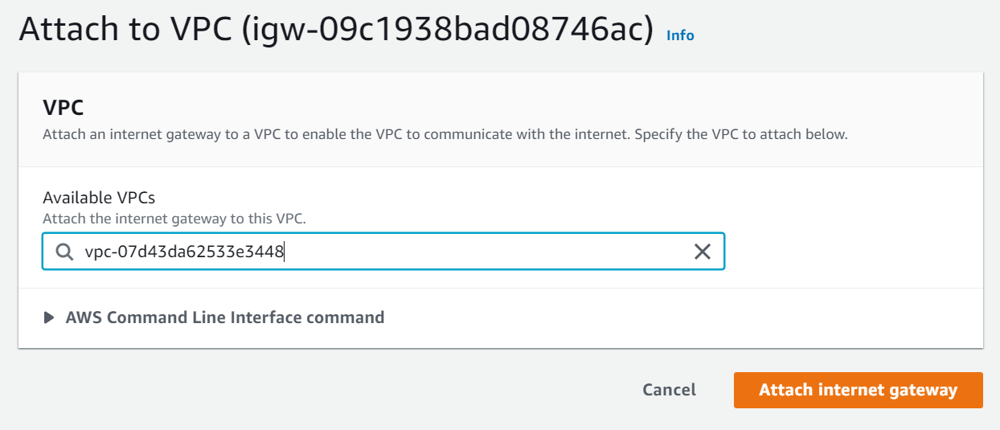 Attach to VPC (igw-09c1938bad08746ac) Info
VPC
Attach an internet gateway to a VPC to enable the VPC to communicate with the internet. Specify the VPC to attach below.
Available VPCs
Attach the internet gateway to this VPC.
vpc-07d43da62533e3448
AWS Command Line Interface command
Cancel Attach internet gateway